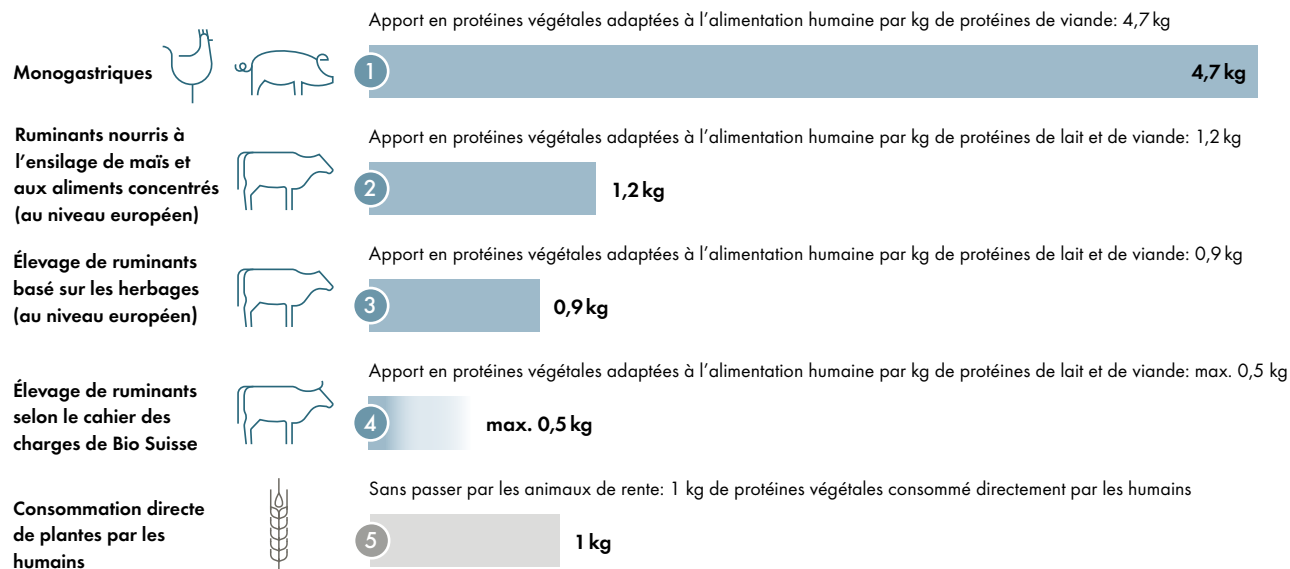 Apport en protéines végétales adaptées à l'alimentation humaine par kg de protéines de viande: 4,7 kg
Monogastriques
1
4,7 kg
Ruminants nourris à
l'ensilage de maïs et
aux aliments concentrés
(au niveau européen)
Apport en protéines végétales adaptées à l'alimentation humaine par kg de protéines de lait et de viande: 1,2 kg
2
1,2 kg
Élevage de ruminants
basé sur les herbages
(au niveau européen)
Apport en protéines végétales adaptées à l'alimentation humaine par kg de protéines de lait et de viande: 0,9 kg
3
0,9 kg
Élevage de ruminants
selon le cahier des
charges de Bio Suisse
Apport en protéines végétales adaptées à l'alimentation humaine par kg de protéines de lait et de viande: max. 0,5 kg
4
max. 0,5 kg
Consommation directe
de plantes par les
humains
Sans passer par les animaux de rente: 1 kg de protéines végétales consommé directement par les humains
5
1 kg